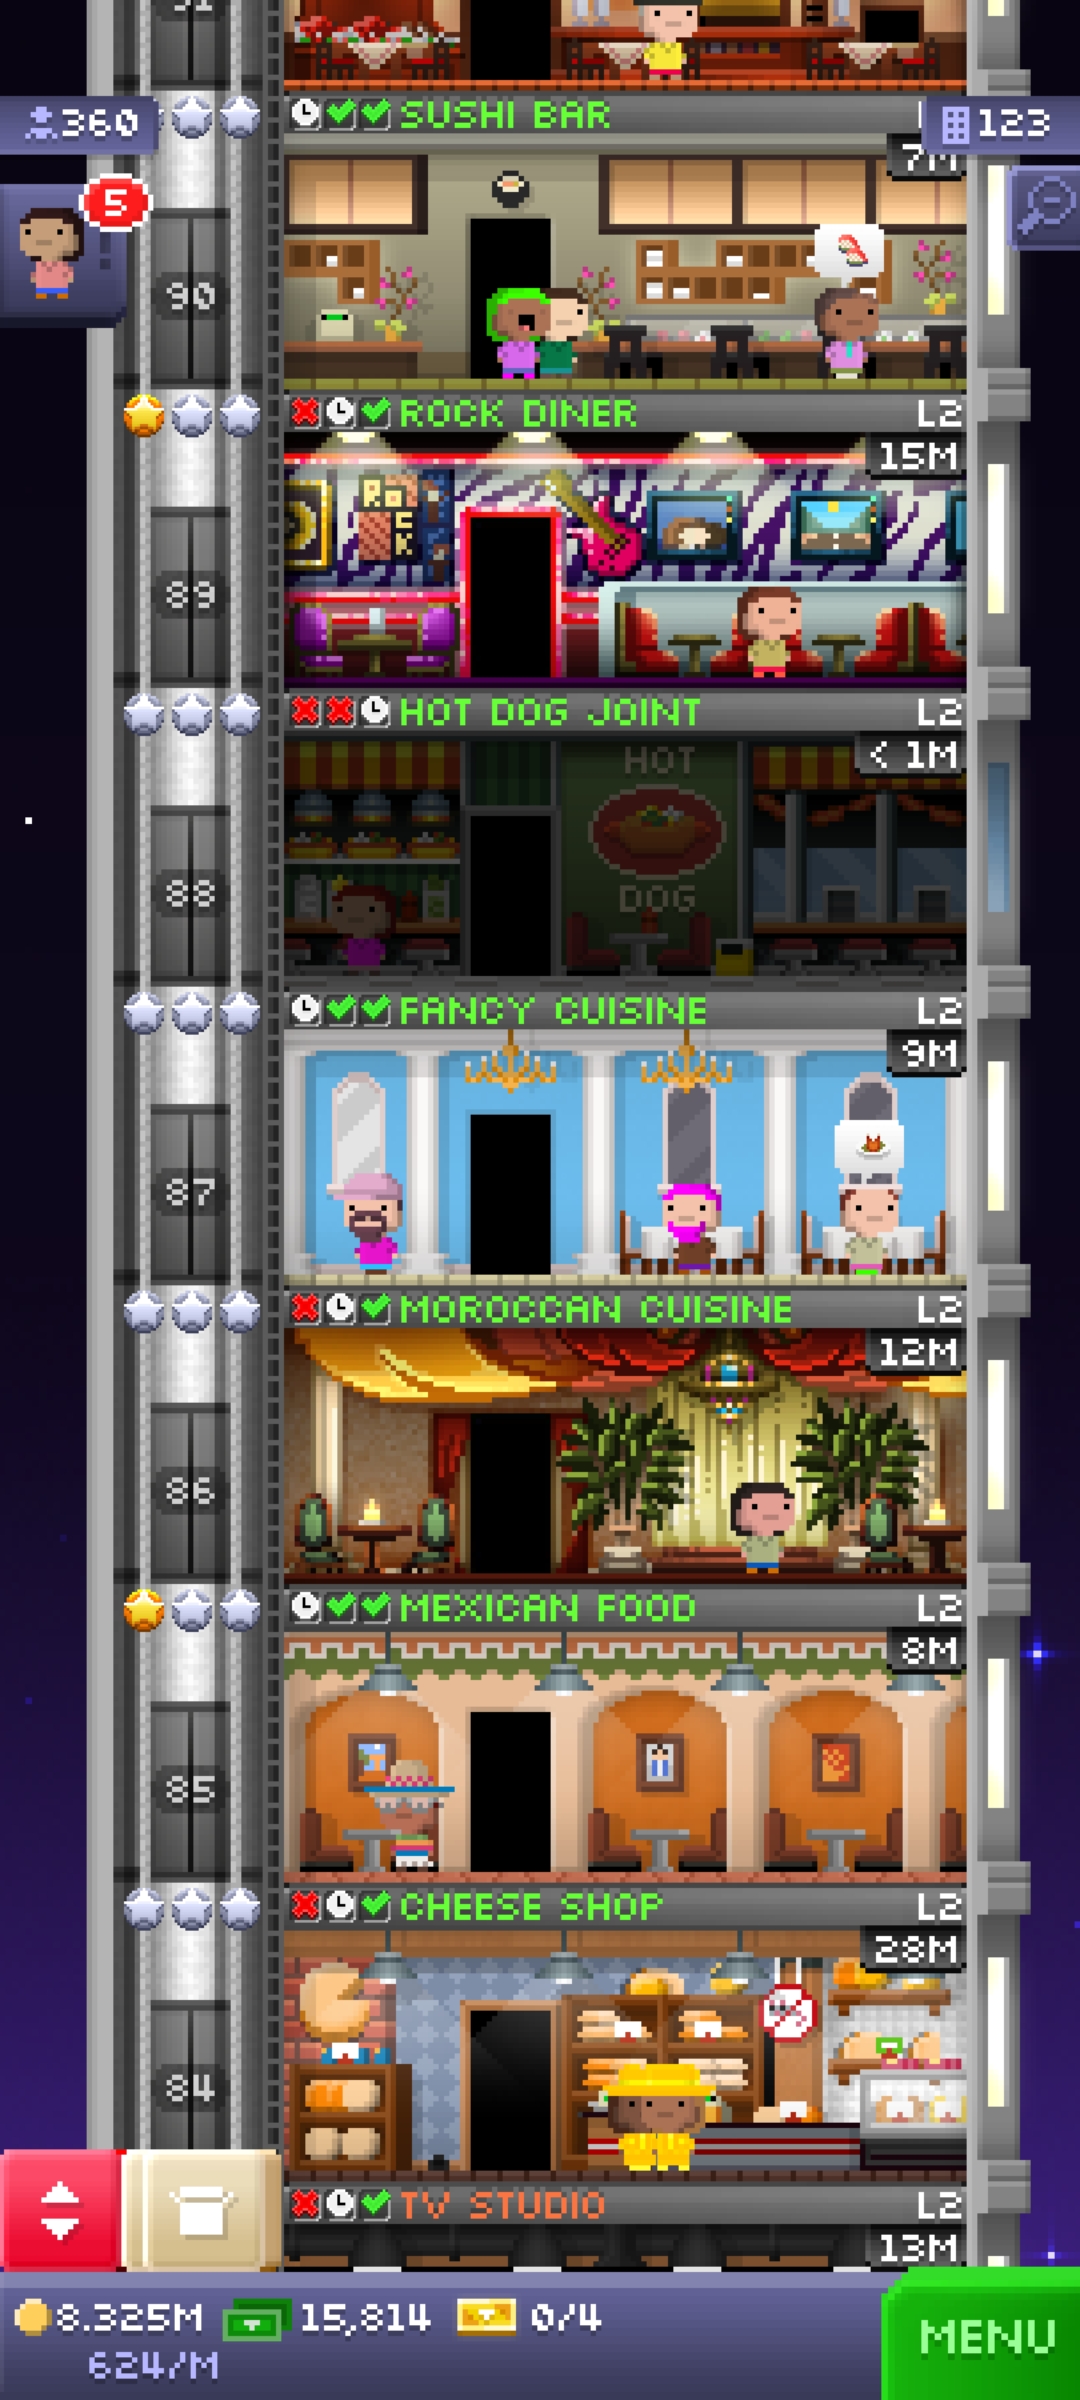 360
123
5
SUSHI BAR
7M
90
ROCK DINER L2
15M
ROCK
89
HOT DOG JOINT L2
< 1M
HOT
DOG
88
FANCY CUISINE L2
9M
87
MOROCCAN CUISINE L2
12M
86
MEXICAN FOOD L2
8M
85
CHEESE SHOP L2
28M
84
TV STUDIO L2
13M
8.325M 15,814 0/4
624/M
MENU